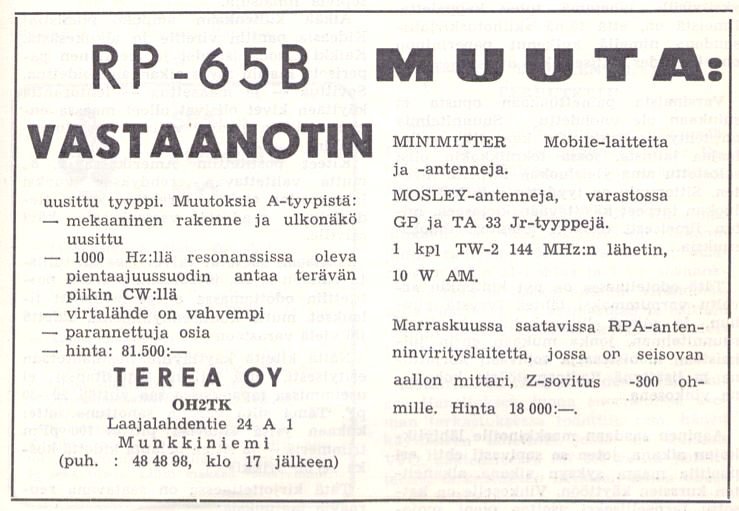 RP-65B
VASTAANOTIN
uusittu tyyppi. Muutoksia A-tyypistä:
— mekaaninen rakenne ja ulkonäkö
uusittu
— 1000 Hz:llä resonanssissa oleva
pientaajuussuodin antaa terävän
piikin CW:llä
— virtalähde on vahvempi
— parannettuja osia
— hinta: 81.500:—
TEREA OY
OH2TK
Laajalahdentie 24 A 1
Munkkiniemi
(puh. : 48 48 98, klo 17 jälkeen)
MUUTA:
MINIMITTER Mobile-laitteita
ja -antenneja.
MOSLEY-antenneja, varastossa
GP ja TA 33 Jr-tyyppejä.
1 kpl TW-2 144 MHz:n lähetin,
10 W AM.
Marraskuussa saatavissa RPA-anten-
ninvirityslaitetta, jossa on seisovan
aallon mittari, Z-sovitus -300 oh-
mille. Hinta 18 000:—.